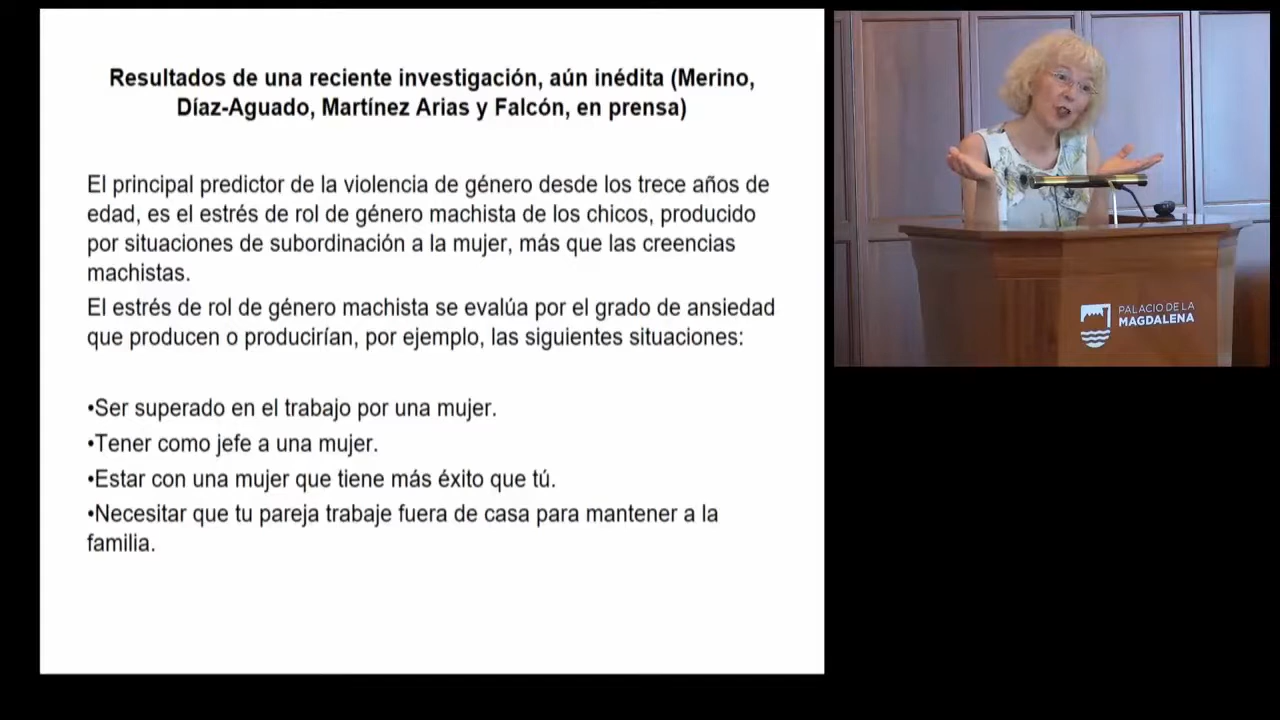 Resultados de una reciente investigación, aún inédita (Merino,
Díaz-Aguado, Martínez Arias y Falcón, en prensa)
El principal predictor de la violencia de género desde los trece años de
edad, es el estrés de rol de género machista de los chicos, producido
por situaciones de subordinación a la mujer, más que las creencias
machistas.
El estrés de rol de género machista se evalúa por el grado de ansiedad
que producen o producirían, por ejemplo, las siguientes situaciones:
•Ser superado en el trabajo por una mujer.
•Tener como jefe a una mujer.
•Estar con una mujer que tiene más éxito que tú.
•Necesitar que tu pareja trabaje fuera de casa para mantener a la
familia.
PALACIO DE LA
MAGDALENA